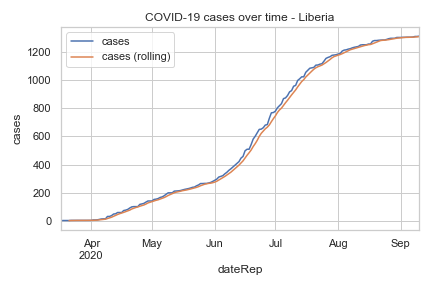 COVID-19 cases over time - Liberia
cases
cases (rolling)
1200
1000
800
600
400
200
0
cases
Apr
2020
May
Jun
Jul
Aug
Sep
dateRep